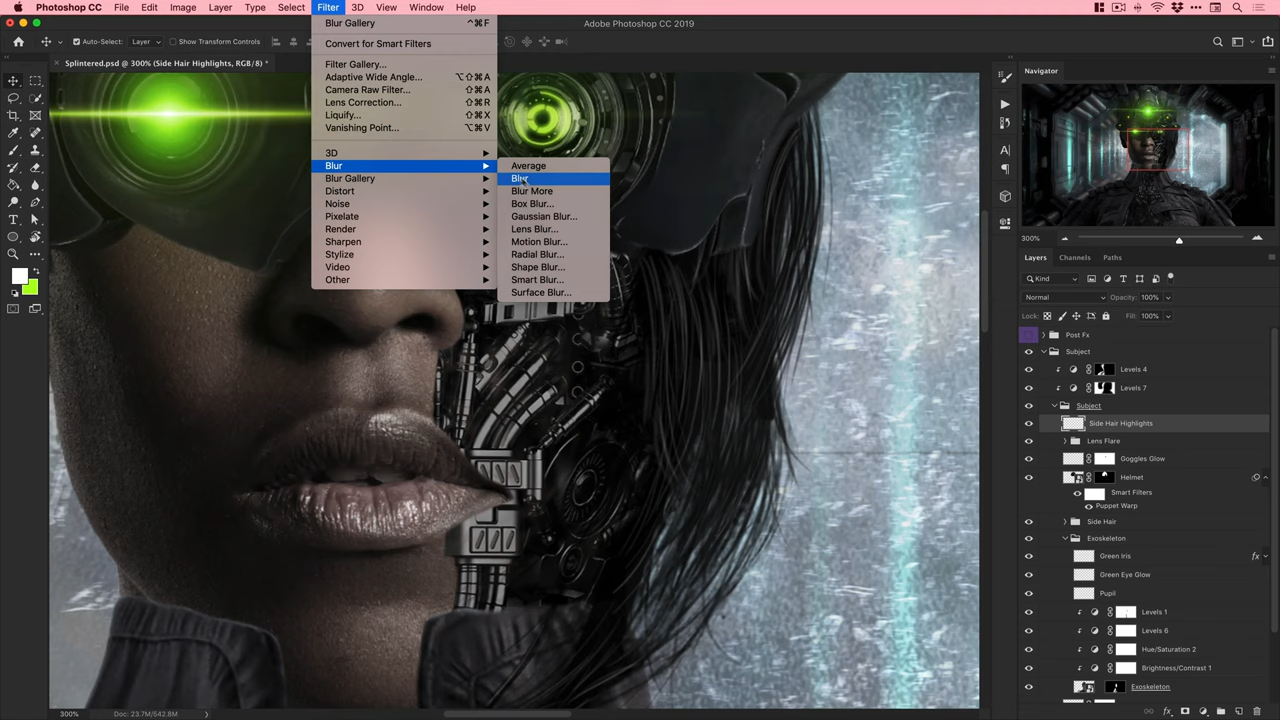 Photoshop CC File Edit Image Layer Type Select Filter 3D View Window Help
Adobe Photoshop CC 2019
Auto-Select: Layer Show Transform Controls
× Splintered.psd @ 300% (Side Hair Highlights, RGB/8) *
Blur Gallery ^⌘F
Convert for Smart Filters
Filter Gallery...
Adaptive Wide Angle... ⌥⇧⌘A
Camera Raw Filter... ⇧⌘A
Lens Correction... ⇧⌘R
Liquify... ⇧⌘X
Vanishing Point... ⌥⌘V
3D
Blur
Blur Gallery
Distort
Noise
Pixelate
Render
Sharpen
Stylize
Video
Other
Average
Blur
Blur More
Box Blur...
Gaussian Blur...
Lens Blur...
Motion Blur...
Radial Blur...
Shape Blur...
Smart Blur...
Surface Blur...
Navigator
300%
Layers Channels Paths
Kind
Normal Opacity: 100%
Lock: Fill: 100%
Post Fx
Subject
Levels 4
Levels 7
Subject
Side Hair Highlights
Lens Flare
Goggles Glow
Helmet
Smart Filters
Puppet Warp
Side Hair
Exoskeleton
Green Iris fx
Green Eye Glow
Pupil
Levels 1
Levels 6
Hue/Saturation 2
Brightness/Contrast 1
Exoskeleton
300% Doc: 23.7M/542.8M
fx